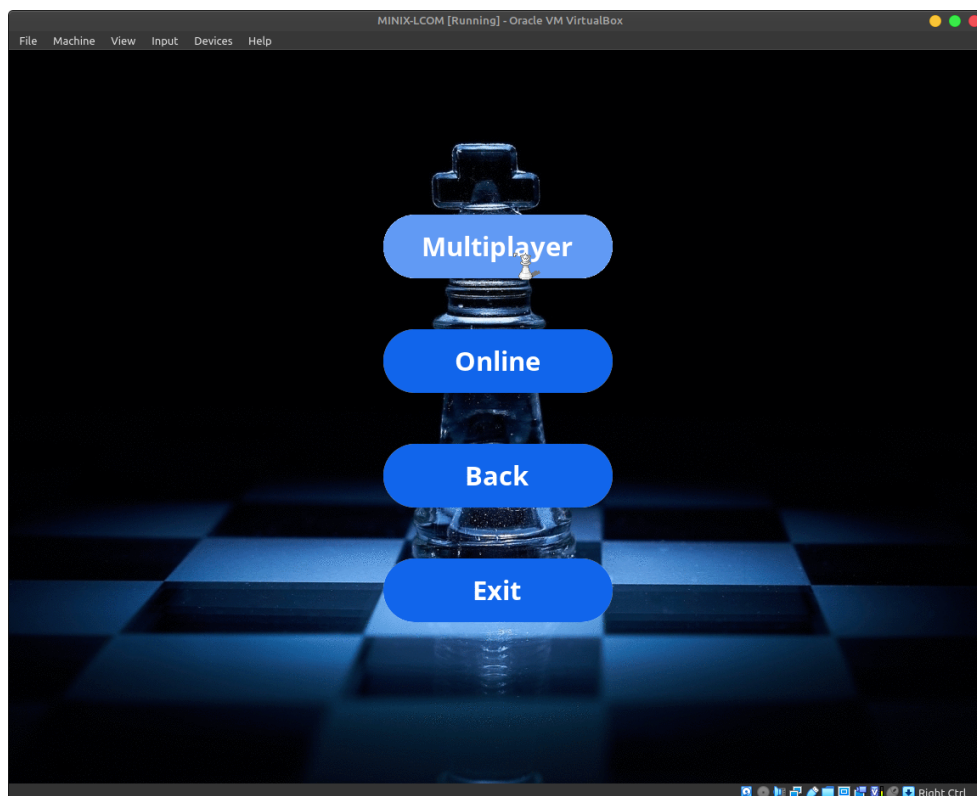 MINIX-LCOM [Running] - Oracle VM VirtualBox
File Machine View Input Devices Help
Multiplayer
Online
Back
Exit
Right Ctrl